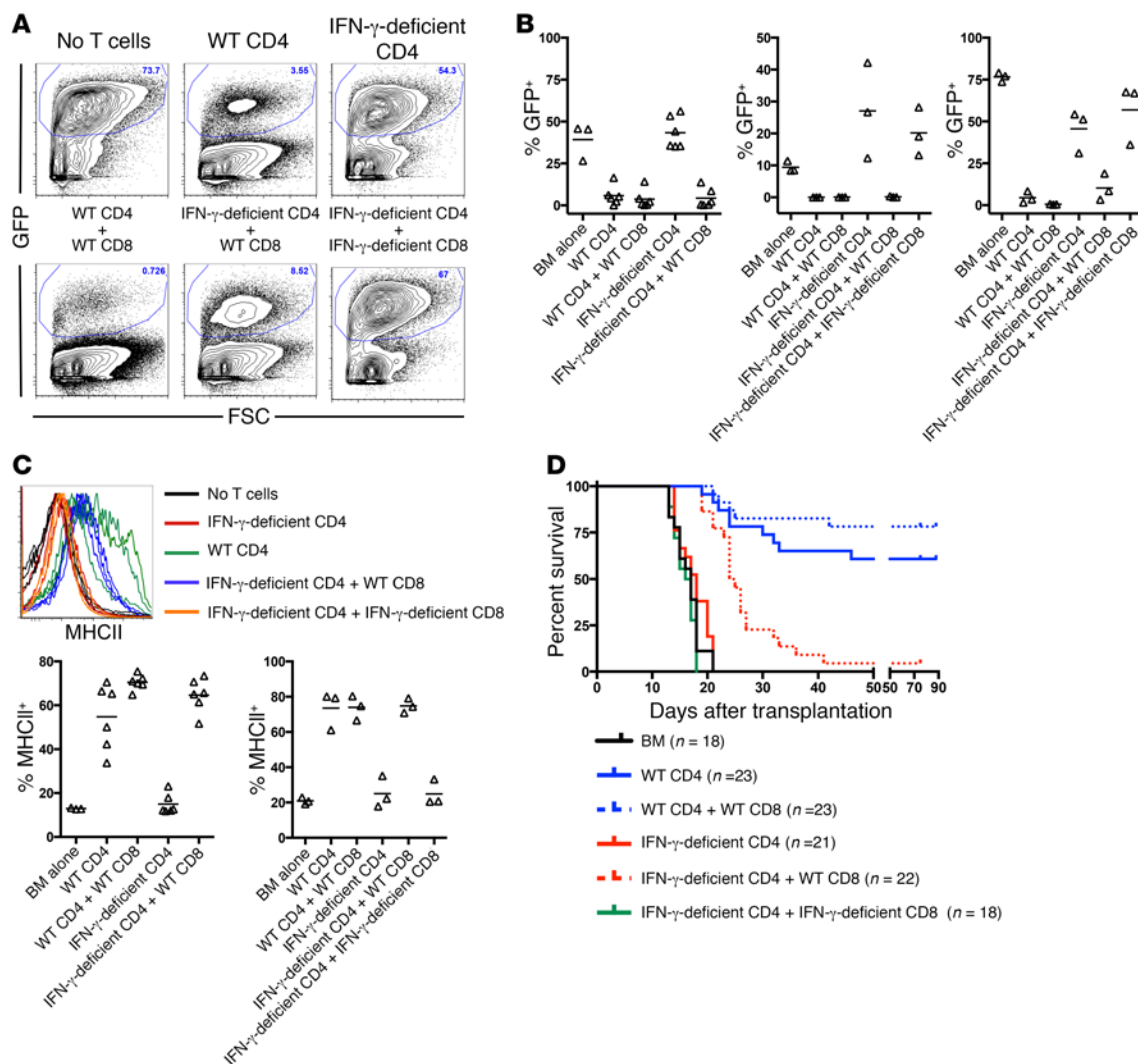 A
No T cells
WT CD4
IFN-γ-deficient
CD4
73.7
3.55
54.3
WT CD4
+
WT CD8
IFN-γ-deficient CD4
+
WT CD8
IFN-γ-deficient CD4
+
IFN-γ-deficient CD8
0.726
8.52
67
GFP
FSC
B
% GFP⁺
100
75
50
25
0
BM alone
WT CD4
WT CD4 + WT CD8
IFN-γ-deficient CD4
IFN-γ-deficient CD4 + WT CD8
% GFP⁺
50
40
30
20
10
0
BM alone
WT CD4
WT CD4 + WT CD8
IFN-γ-deficient CD4
IFN-γ-deficient CD4 + WT CD8
IFN-γ-deficient CD4 + IFN-γ-deficient CD8
% GFP⁺
100
75
50
25
0
BM alone
WT CD4
WT CD4 + WT CD8
IFN-γ-deficient CD4
IFN-γ-deficient CD4 + WT CD8
IFN-γ-deficient CD4 + IFN-γ-deficient CD8
C
MHCII
No T cells
IFN-γ-deficient CD4
WT CD4
IFN-γ-deficient CD4 + WT CD8
IFN-γ-deficient CD4 + IFN-γ-deficient CD8
% MHCII⁺
80
60
40
20
0
BM alone
WT CD4
WT CD4 + WT CD8
IFN-γ-deficient CD4
IFN-γ-deficient CD4 + WT CD8
% MHCII⁺
100
80
60
40
20
0
BM alone
WT CD4
WT CD4 + WT CD8
IFN-γ-deficient CD4
IFN-γ-deficient CD4 + WT CD8
IFN-γ-deficient CD4 + IFN-γ-deficient CD8
D
Percent survival
100
75
50
25
0
0 10 20 30 40 50 50 70 90
Days after transplantation
BM (n = 18)
WT CD4 (n =23)
WT CD4 + WT CD8 (n =23)
IFN-γ-deficient CD4 (n =21)
IFN-γ-deficient CD4 + WT CD8 (n = 22)
IFN-γ-deficient CD4 + IFN-γ-deficient CD8 (n = 18)